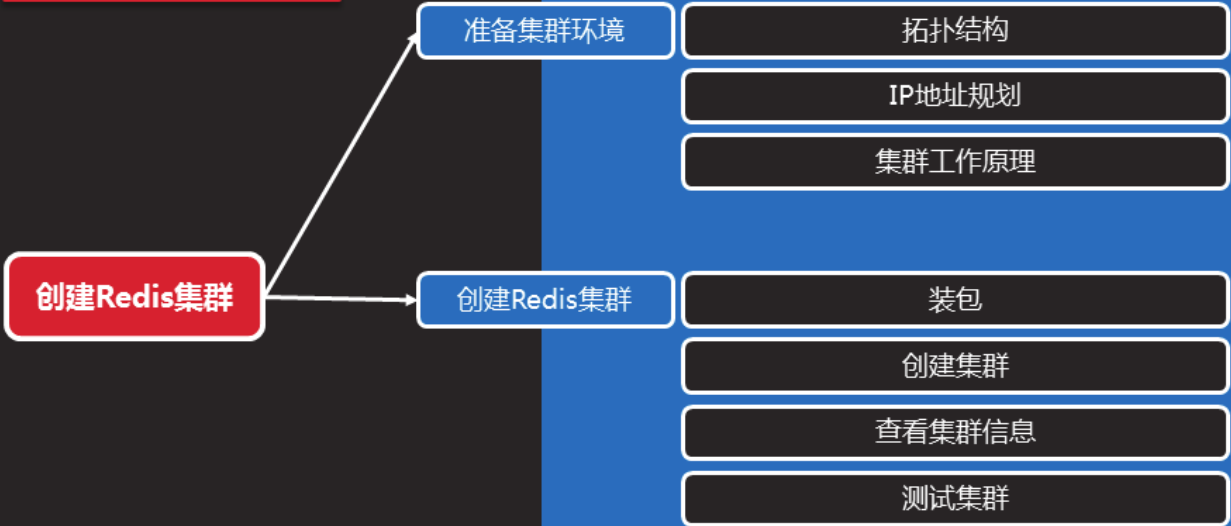 准备集群环境
拓扑结构
IP地址规划
集群工作原理
创建Redis集群
创建Redis集群
装包
创建集群
查看集群信息
测试集群